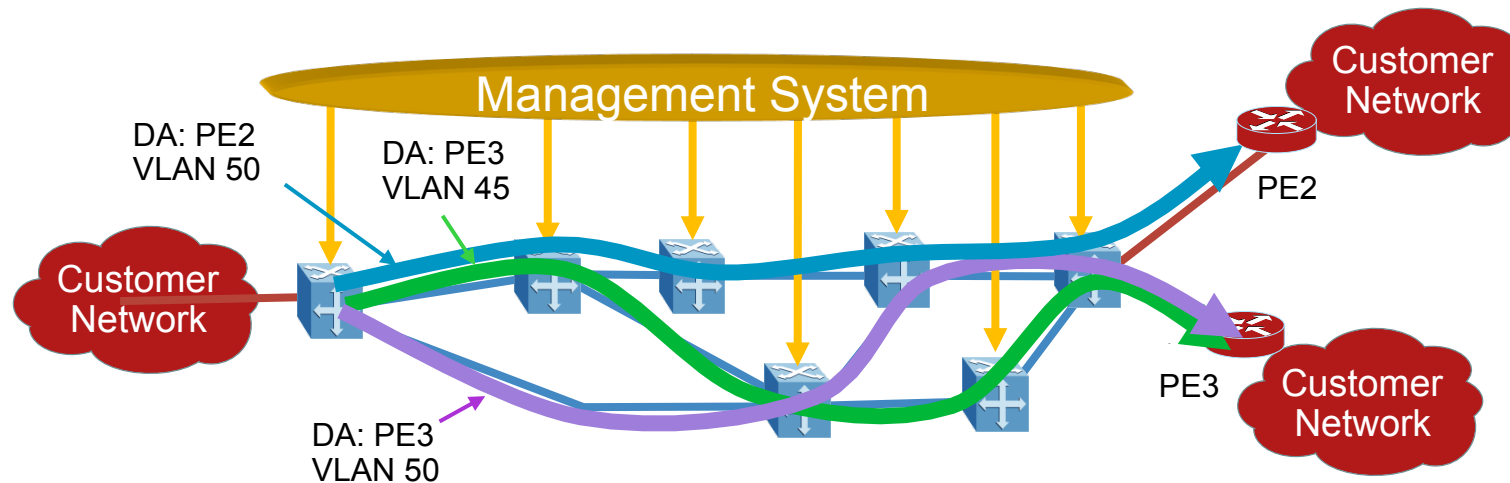 Management System
Customer
Network
DA: PE2
VLAN 50
DA: PE3
VLAN 45
PE2
Customer
Network
PE3
Customer
Network
DA: PE3
VLAN 50